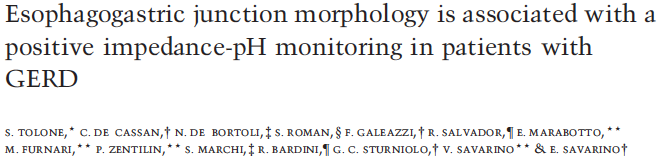 Esophagogastric junction morphology is associated with a
positive impedance-pH monitoring in patients with
GERD
S. TOLONE,* C. DE CASSAN,† N. DE BORTOLI,‡ S. ROMAN,§ F. GALEAZZI,† R. SALVADOR,¶ E. MARABOTTO,**
M. FURNARI,** P. ZENTILIN,** S. MARCHI,‡ R. BARDINI,¶ G. C. STURNIOLO,† V. SAVARINO** & E. SAVARINO†